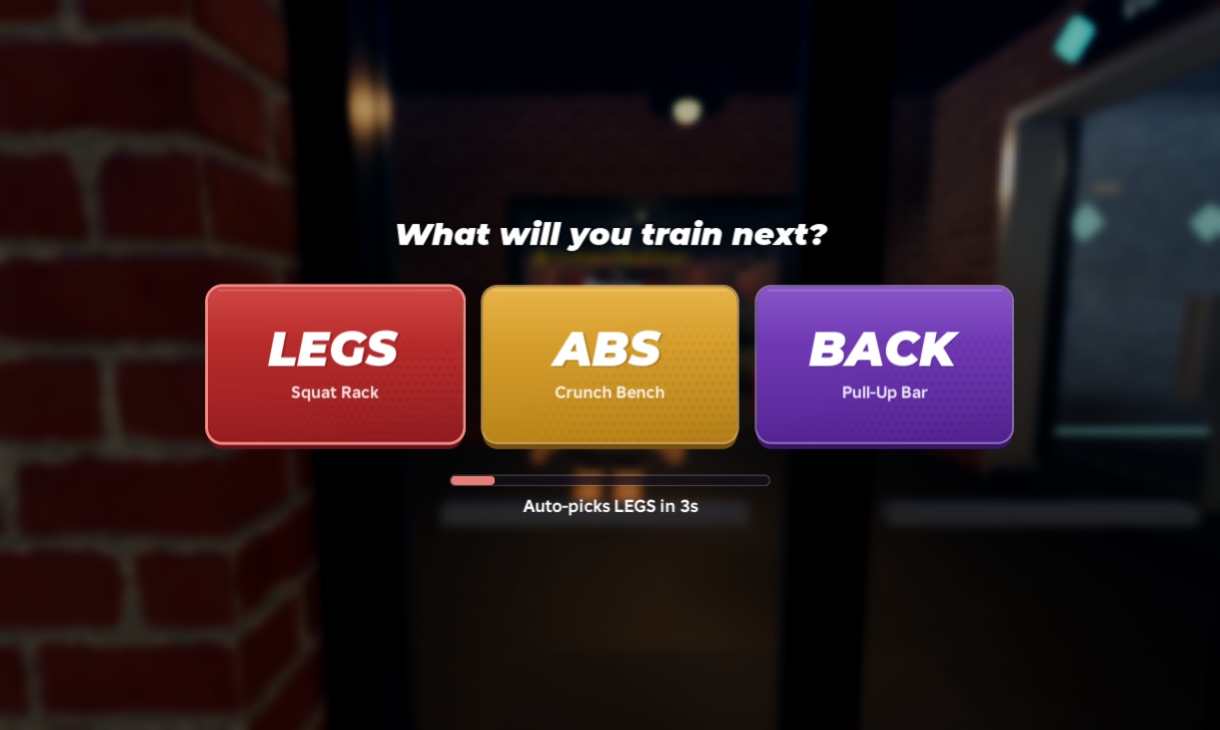 What will you train next?
LEGS
Squat Rack
ABS
Crunch Bench
BACK
Pull-Up Bar
Auto-picks LEGS in 3s